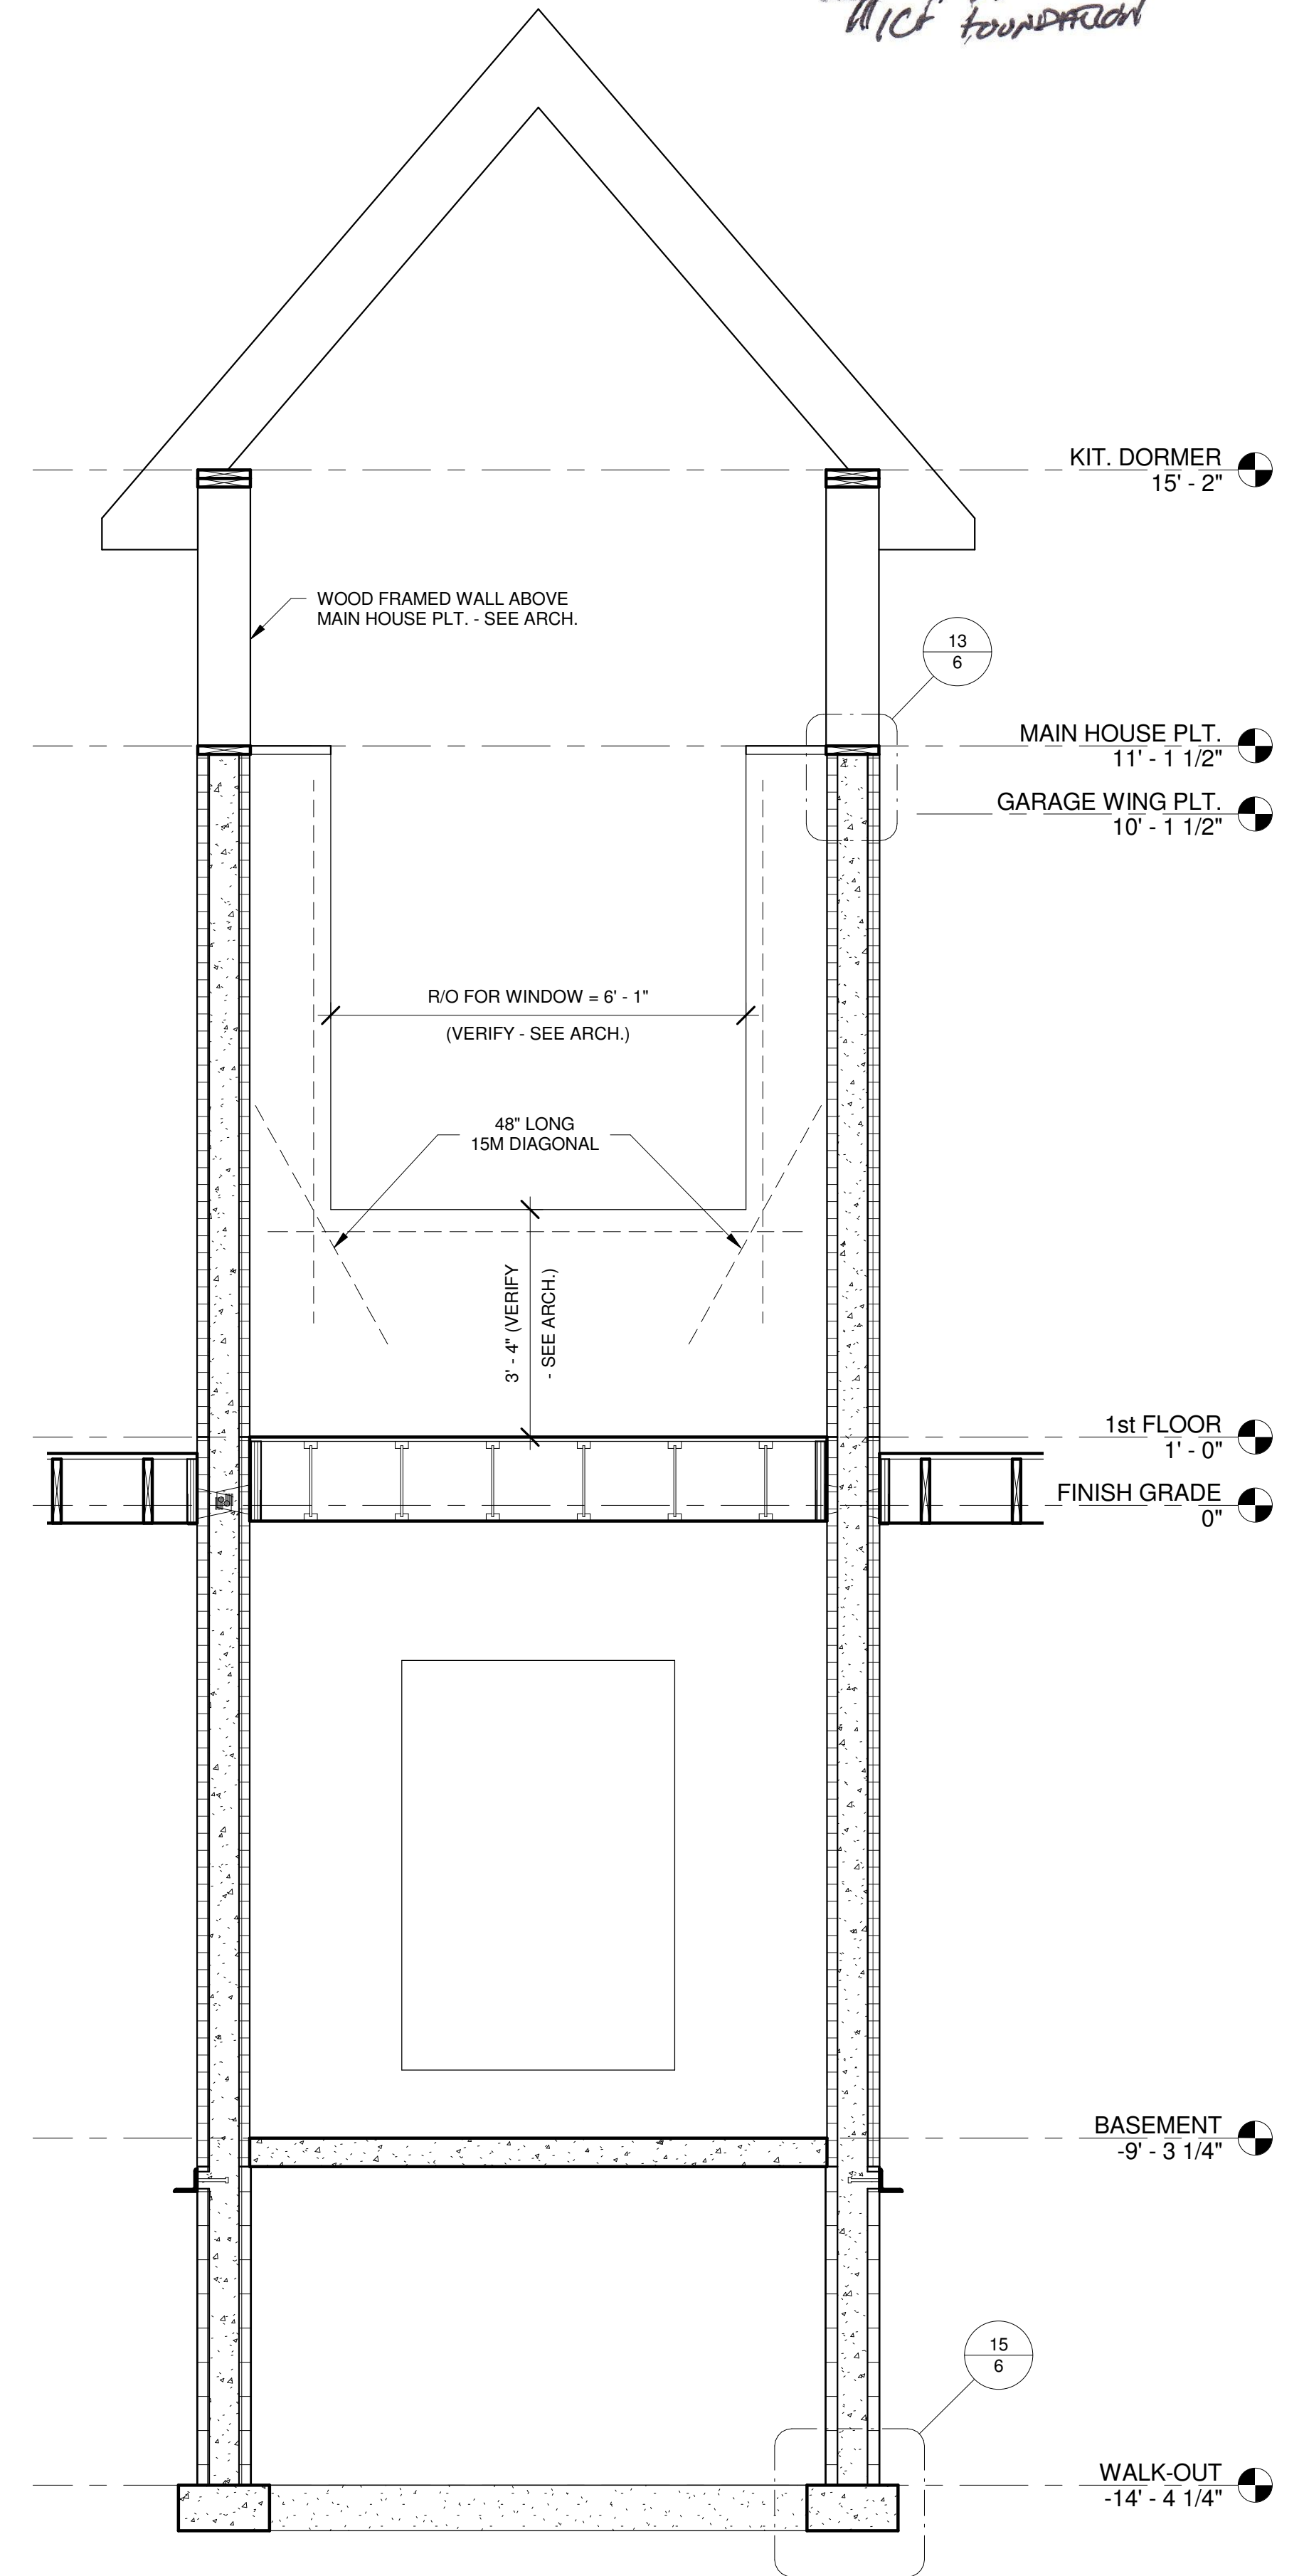 FOUNDATION
KIT. DORMER
15' - 2"
WOOD FRAMED WALL ABOVE
MAIN HOUSE PLT. - SEE ARCH.
13
6
MAIN HOUSE PLT.
11' - 1 1/2"
GARAGE WING PLT.
10' - 1 1/2"
R/O FOR WINDOW = 6' - 1"
(VERIFY - SEE ARCH.)
48" LONG
15M DIAGONAL
3' - 4" (VERIFY
- SEE ARCH.)
1st FLOOR
1' - 0"
FINISH GRADE
0"
BASEMENT
-9' - 3 1/4"
15
6
WALK-OUT
-14' - 4 1/4"